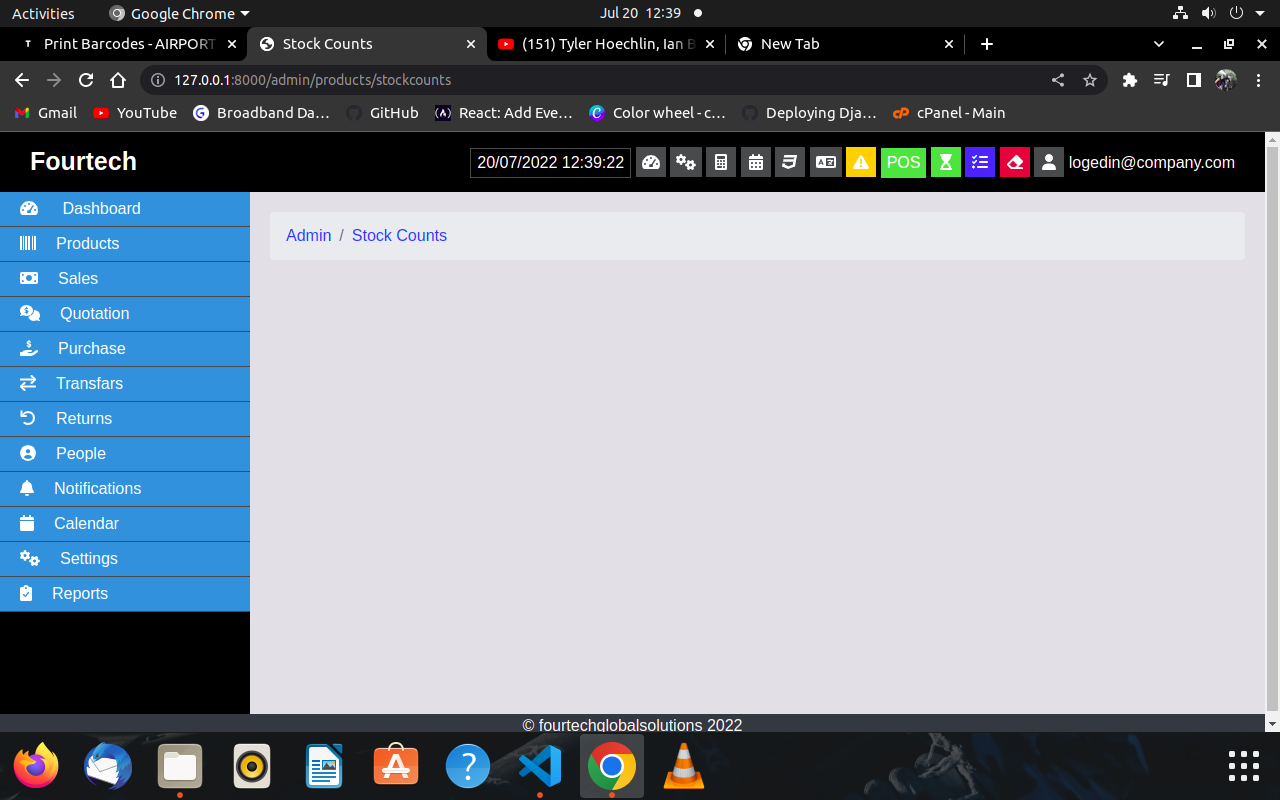 Activities Google Chrome Jul 20 12:39
Print Barcodes - AIRPORT Stock Counts (151) Tyler Hoechlin, Ian B New Tab
127.0.0.1:8000/admin/products/stockcounts
Gmail YouTube Broadband Da… GitHub React: Add Eve… Color wheel - c… Deploying Dja… cPanel - Main
Fourtech 20/07/2022 12:39:22 POS logedin@company.com
Dashboard
Admin / Stock Counts
Products
Sales
Quotation
Purchase
Transfars
Returns
People
Notifications
Calendar
Settings
Reports
© fourtechglobalsolutions 2022